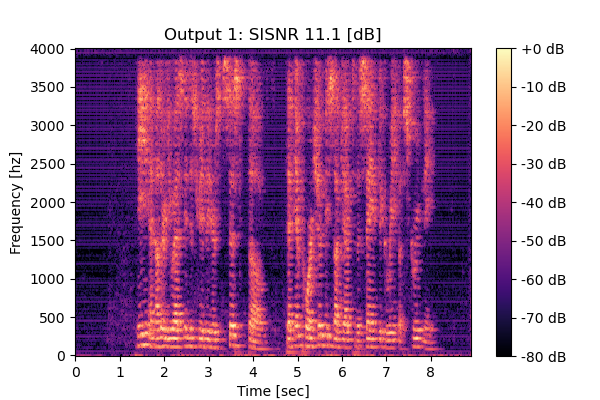 Output 1: SISNR 11.1 [dB]
4000
3500
3000
2500
2000
1500
1000
500
0
Frequency [hz]
0 1 2 3 4 5 6 7 8
Time [sec]
+0 dB
-10 dB
-20 dB
-30 dB
-40 dB
-50 dB
-60 dB
-70 dB
-80 dB